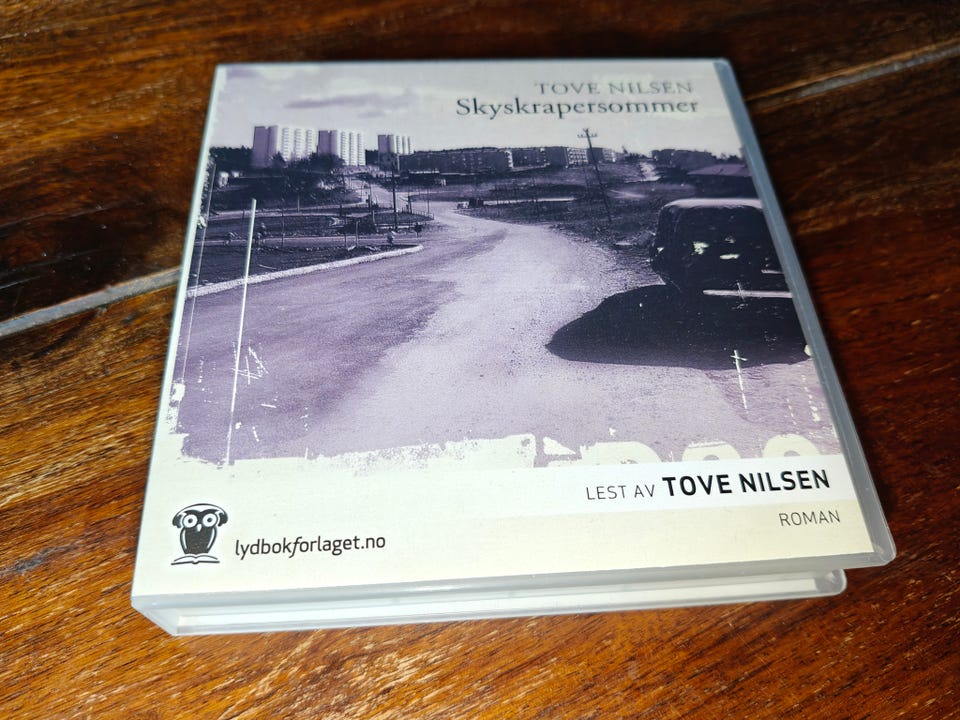 TOVE NILSEN
Skyskrapersommer
LEST AV TOVE NILSEN
ROMAN
lydbokforlaget.no